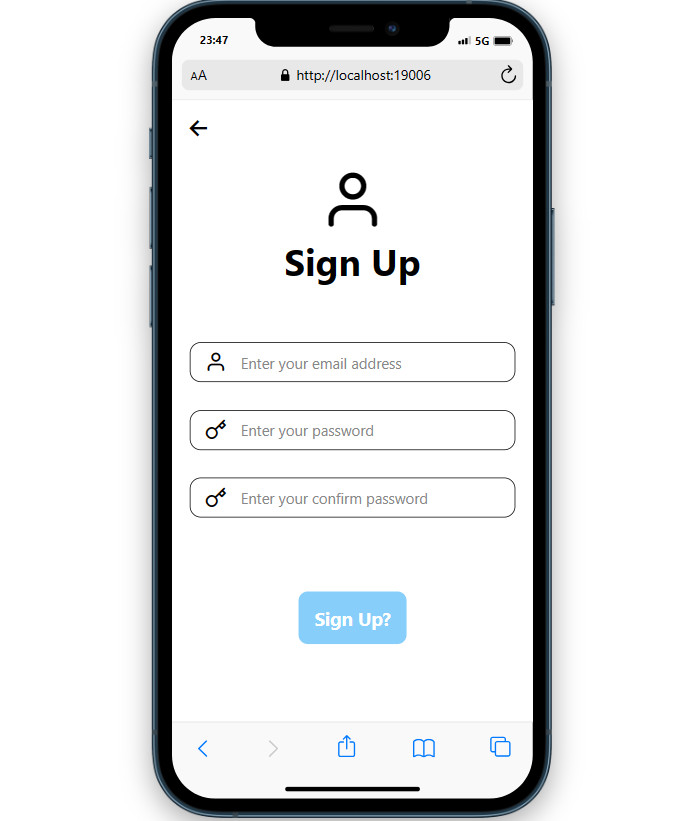 23:47
5G
AA
http://localhost:19006
Sign Up
Enter your email address
Enter your password
Enter your confirm password
Sign Up?